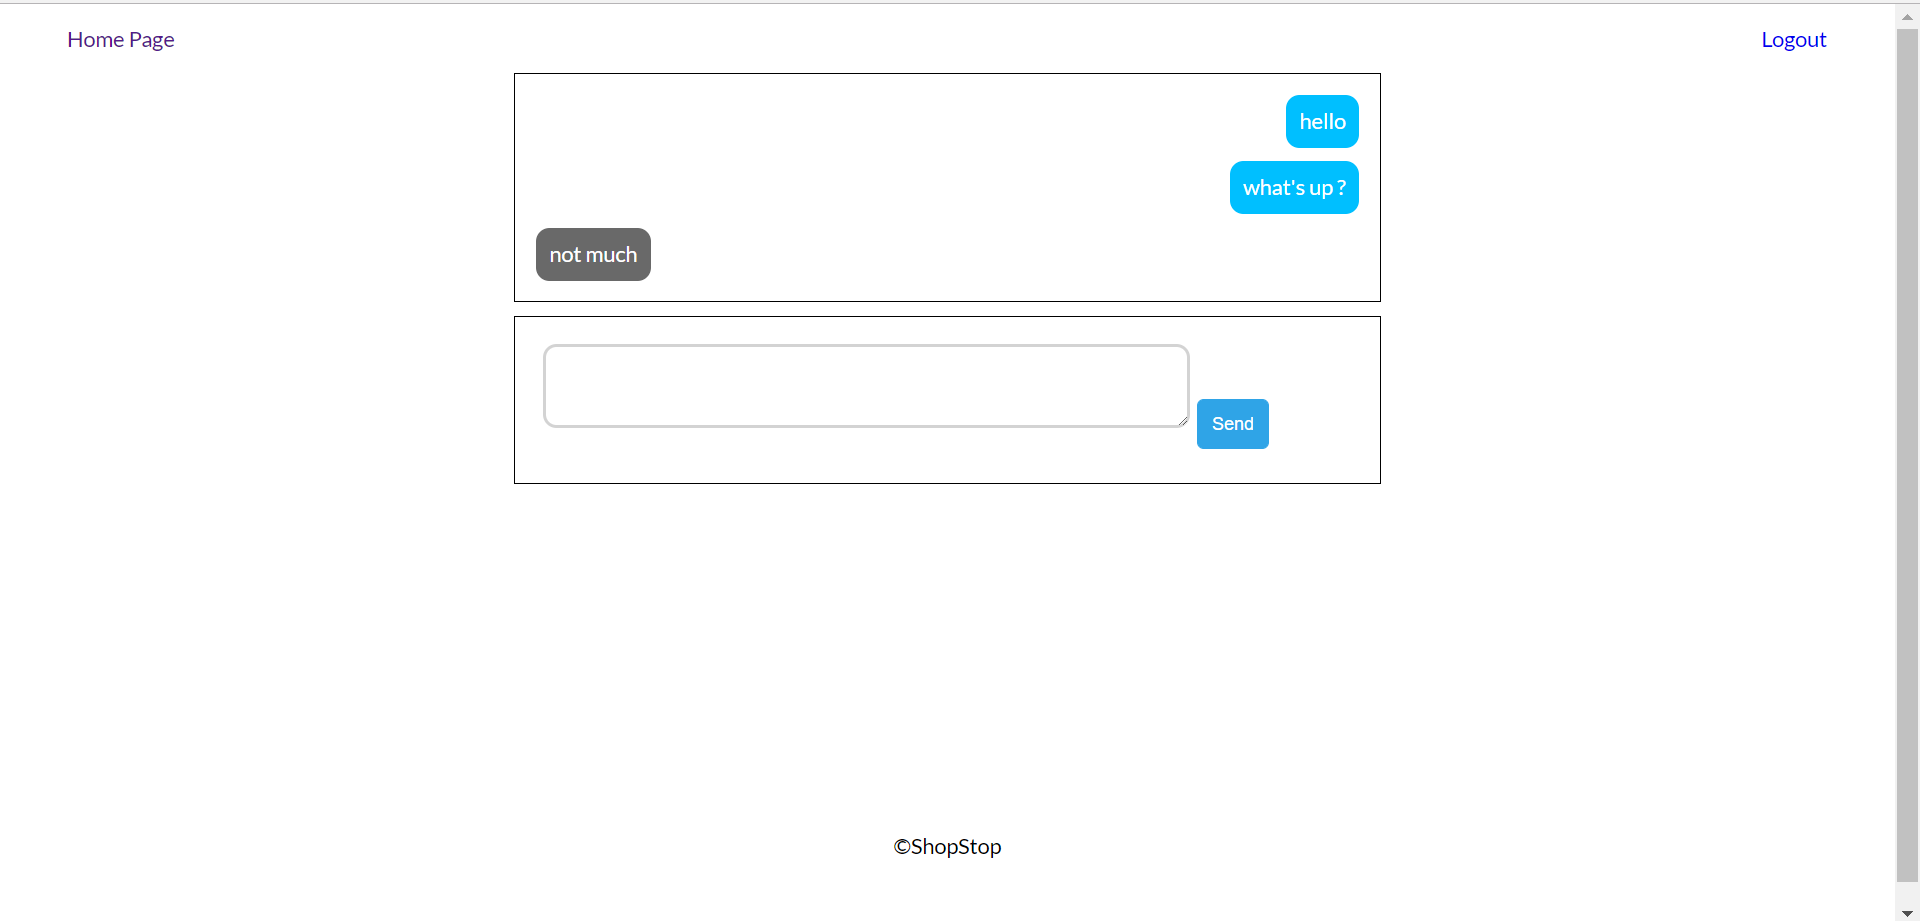 Home Page
Logout
hello
what's up ?
not much
Send
©ShopStop